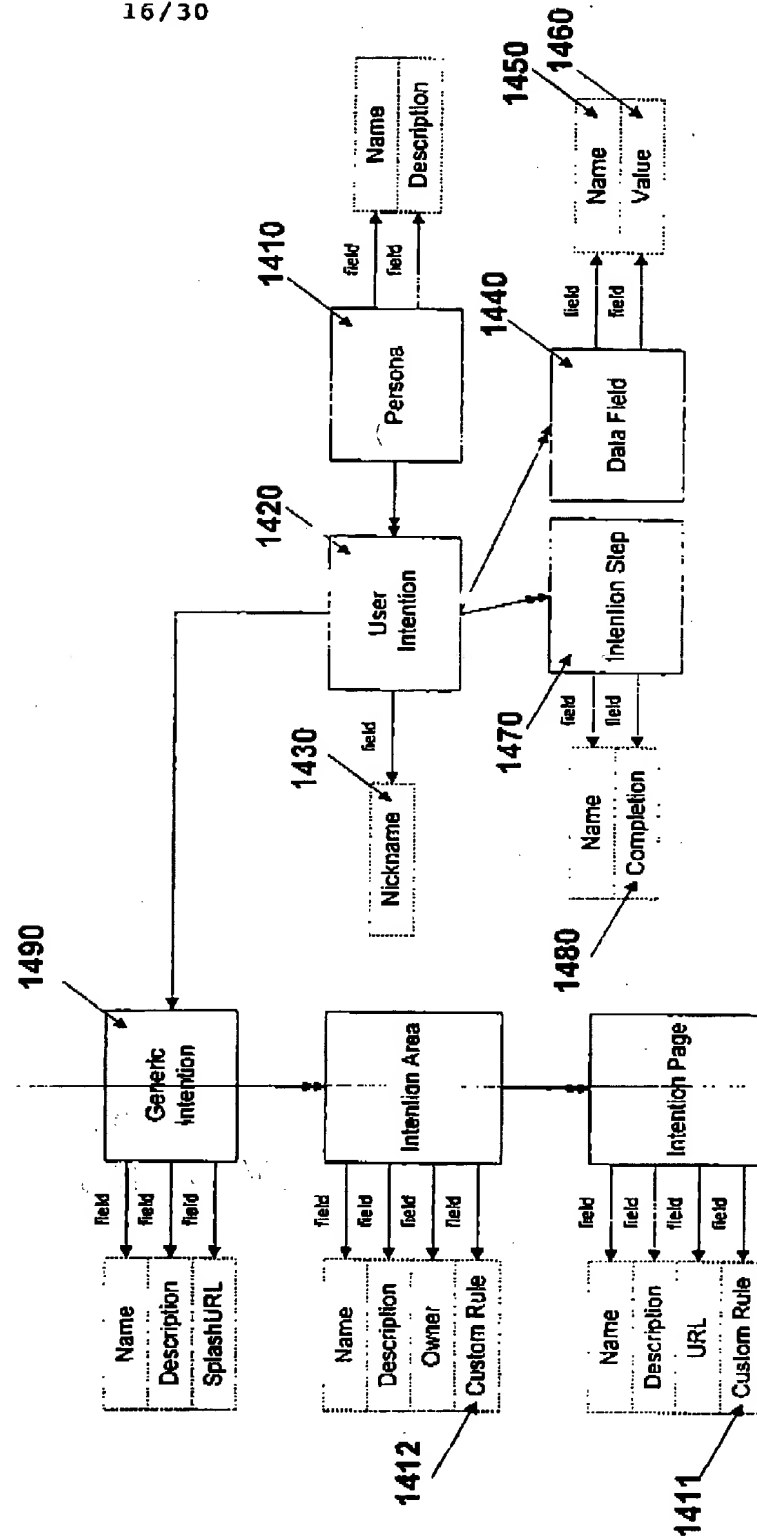 16/30
1490
Generic
Intention
field
field
field
Name
Description
SplashURL
Intention Area
field
field
field
field
Name
Description
Owner
Custom Rule
1412
Intention Page
field
field
field
field
Name
Description
URL
Custom Rule
1411
1420
User
Intention
1430
field
Nickname
1410
Persona
field
field
Name
Description
1470
Intention Step
field
field
Name
Completion
1480
1440
Data Field
field
field
Name
Value
1450
1460